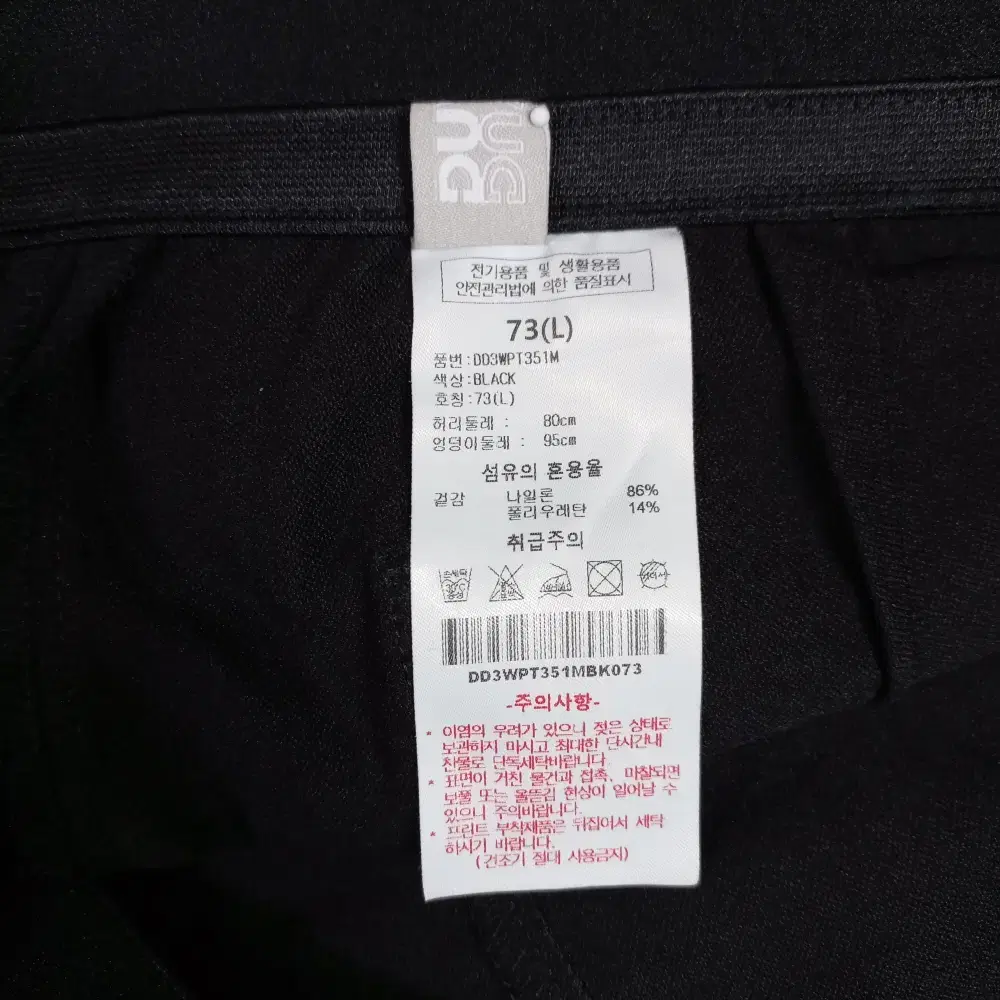 전기용품 및 생활용품
안전관리법에 의한 품질표시
73(L)
품번:DD3WPT351M
색상:BLACK
호칭:73(L)
허리둘레 : 80cm
엉덩이둘레 : 95cm
섬유의 혼용율
겉감 나일론 86%
폴리우레탄 14%
취급주의
손세탁
30℃
중성
DD3WPT351MBK073
-주의사항-
* 이염의 우려가 있으니 젖은 상태로
보관하지 마시고 최대한 단시간내
찬물로 단독세탁바랍니다.
* 표면이 거친 물건과 접촉, 마찰되면
보풀 또는 올뜯김 현상이 일어날 수
있으니 주의바랍니다.
* 프린트 부착제품은 뒤집어서 세탁
하시기 바랍니다.
(건조기 절대 사용금지)